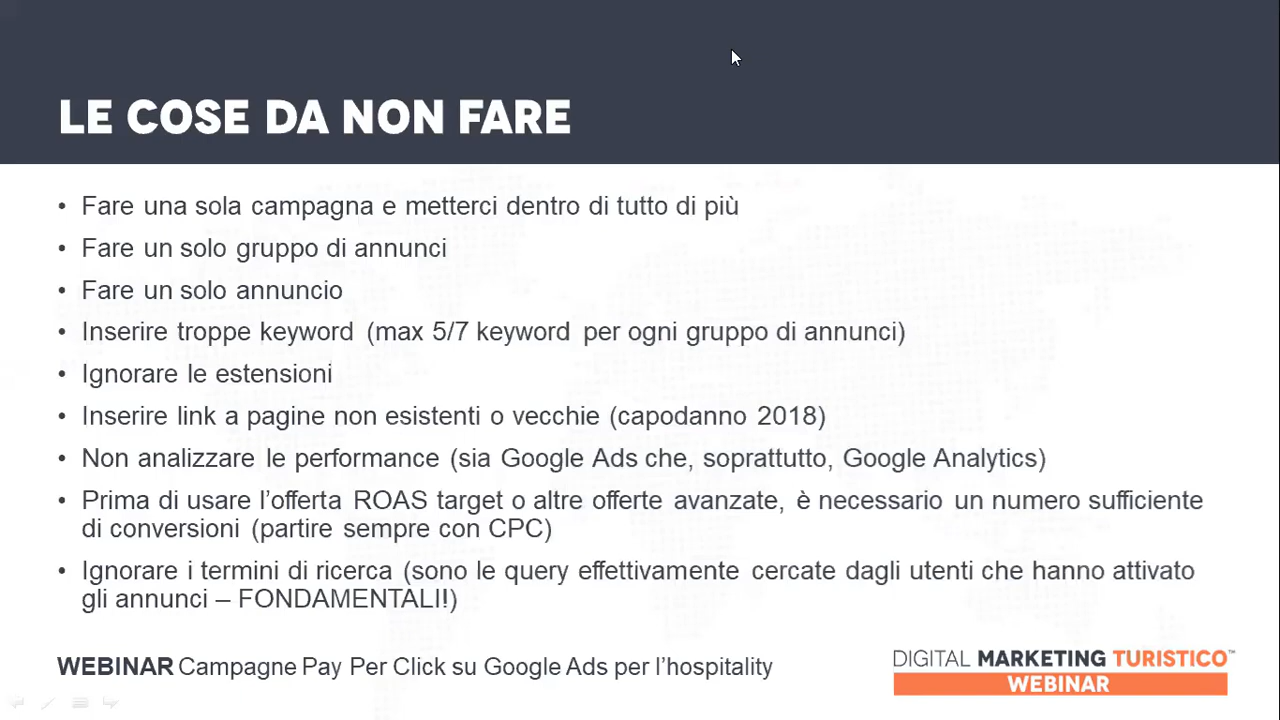 LE COSE DA NON FARE
• Fare una sola campagna e metterci dentro di tutto di più
• Fare un solo gruppo di annunci
• Fare un solo annuncio
• Inserire troppe keyword (max 5/7 keyword per ogni gruppo di annunci)
• Ignorare le estensioni
• Inserire link a pagine non esistenti o vecchie (capodanno 2018)
• Non analizzare le performance (sia Google Ads che, soprattutto, Google Analytics)
• Prima di usare l’offerta ROAS target o altre offerte avanzate, è necessario un numero sufficiente
di conversioni (partire sempre con CPC)
• Ignorare i termini di ricerca (sono le query effettivamente cercate dagli utenti che hanno attivato
gli annunci – FONDAMENTALI!)
WEBINAR Campagne Pay Per Click su Google Ads per l’hospitality
DIGITAL MARKETING TURISTICO™
WEBINAR